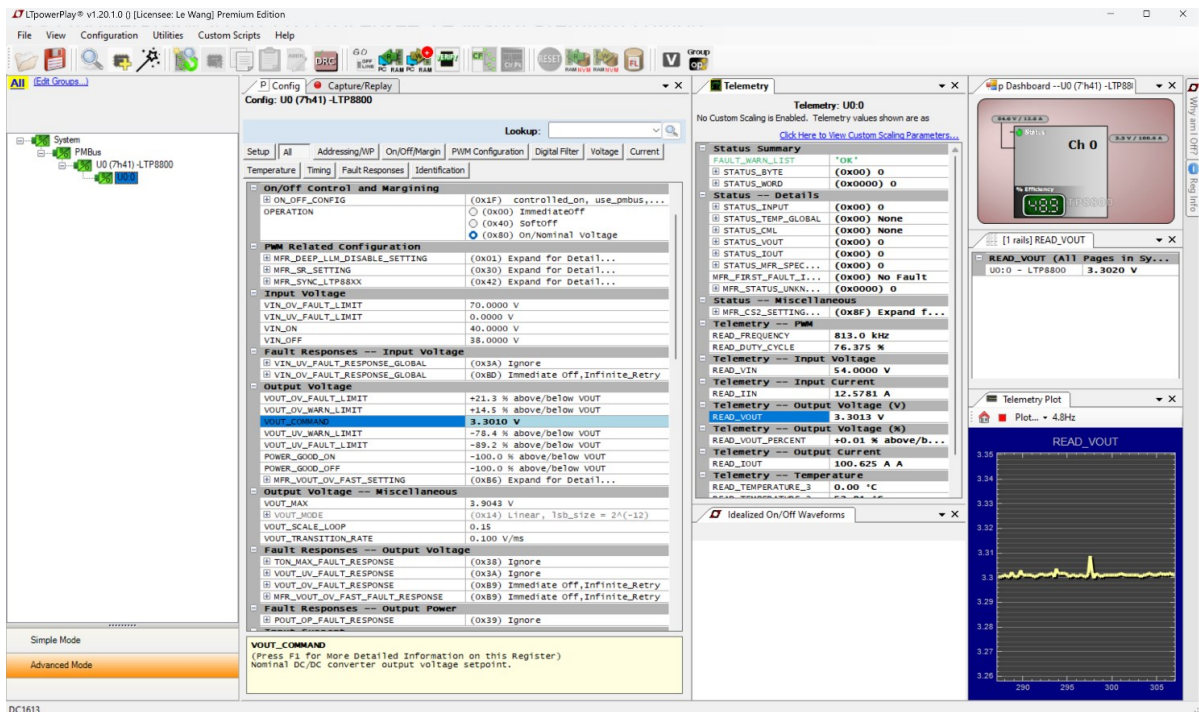 LTpowerPlay® v1.20.1.0 () [Licensee: Le Wang] Premium Edition
File View Configuration Utilities Custom Scripts Help
All (Edit Groups...)
System
PMBus
U0 (7'h41) -LTP8800
U0:0
Simple Mode
Advanced Mode
DC1613
Config Capture/Replay
Config: U0 (7h41) -LTP8800
Lookup:
Setup All Addressing/WP On/Off/Margin PWM Configuration Digital Filter Voltage Current
Temperature Timing Fault Responses Identification
On/Off Control and Margining
ON_OFF_CONFIG (0x1F) controlled_on, use_pmbus,...
OPERATION (0x00) ImmediateOff
(0x40) SoftOff
(0x80) On/Nominal Voltage
PWM Related Configuration
MFR_DEEP_LLM_DISABLE_SETTING (0x01) Expand for Detail...
MFR_SR_SETTING (0x30) Expand for Detail...
MFR_SYNC_LTP88XX (0x42) Expand for Detail...
Input Voltage
VIN_OV_FAULT_LIMIT 70.0000 V
VIN_UV_FAULT_LIMIT 0.0000 V
VIN_ON 40.0000 V
VIN_OFF 38.0000 V
Fault Responses -- Input Voltage
VIN_UV_FAULT_RESPONSE_GLOBAL (0x3A) Ignore
VIN_OV_FAULT_RESPONSE_GLOBAL (0xBD) Immediate Off,Infinite_Retry
Output Voltage
VOUT_OV_FAULT_LIMIT +21.3 % above/below VOUT
VOUT_OV_WARN_LIMIT +14.5 % above/below VOUT
VOUT_COMMAND 3.3010 V
VOUT_UV_WARN_LIMIT -78.4 % above/below VOUT
VOUT_UV_FAULT_LIMIT -89.2 % above/below VOUT
POWER_GOOD_ON -100.0 % above/below VOUT
POWER_GOOD_OFF -100.0 % above/below VOUT
MFR_VOUT_OV_FAST_SETTING (0x86) Expand for Detail...
Output Voltage -- Miscellaneous
VOUT_MAX 3.9043 V
VOUT_MODE (0x14) Linear, lsb_size = 2^(-12)
VOUT_SCALE_LOOP 0.15
VOUT_TRANSITION_RATE 0.100 V/ms
Fault Responses -- Output Voltage
TON_MAX_FAULT_RESPONSE (0x38) Ignore
VOUT_UV_FAULT_RESPONSE (0x3A) Ignore
VOUT_OV_FAULT_RESPONSE (0xB9) Immediate Off,Infinite_Retry
MFR_VOUT_OV_FAST_FAULT_RESPONSE (0xB9) Immediate Off,Infinite_Retry
Fault Responses -- Output Power
POUT_OP_FAULT_RESPONSE (0x39) Ignore
VOUT_COMMAND
(Press F1 for More Detailed Information on this Register)
Nominal DC/DC converter output voltage setpoint.
Telemetry
Telemetry: U0:0
No Custom Scaling is Enabled. Telemetry values shown are as
Click Here to View Custom Scaling Parameters...
Status Summary
FAULT_WARN_LIST "OK"
STATUS_BYTE (0x00) 0
STATUS_WORD (0x0000) 0
Status -- Details
STATUS_INPUT (0x00) 0
STATUS_TEMP_GLOBAL (0x00) None
STATUS_CML (0x00) None
STATUS_VOUT (0x00) 0
STATUS_IOUT (0x00) 0
STATUS_MFR_SPEC... (0x00) 0
MFR_FIRST_FAULT_I... (0x00) No Fault
MFR_STATUS_UNKN... (0x0000) 0
Status -- Miscellaneous
MFR_CS2_SETTING... (0x8F) Expand f...
Telemetry -- PWM
READ_FREQUENCY 813.0 kHz
READ_DUTY_CYCLE 76.375 %
Telemetry -- Input Voltage
READ_VIN 54.0000 V
Telemetry -- Input Current
READ_IIN 12.5781 A
Telemetry -- Output Voltage (V)
READ_VOUT 3.3013 V
Telemetry -- Output Voltage (%)
READ_VOUT_PERCENT +0.01 % above/b...
Telemetry -- Output Current
READ_IOUT 100.625 A A
Telemetry -- Temperature
READ_TEMPERATURE_3 0.00 °C
Idealized On/Off Waveforms
p Dashboard --U0 (7'h41) -LTP88
Status
Ch 0
% Efficiency
LTP8800
[1 rails] READ_VOUT
READ_VOUT (All Pages in Sy...
U0:0 - LTP8800 3.3020 V
Telemetry Plot
Plot... 4.8Hz
READ_VOUT
3.35
3.34
3.33
3.32
3.31
3.3
3.29
3.28
3.27
3.26
290 295 300 305
Why am I Off?
Reg Info